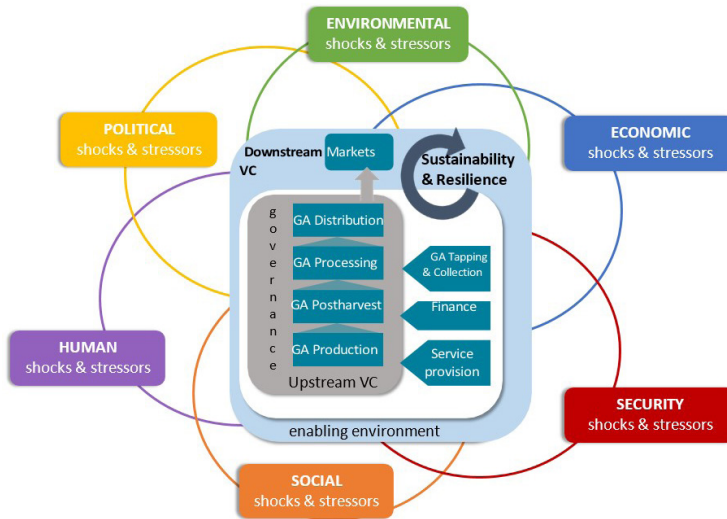 ENVIRONMENTAL
shocks & stressors
POLITICAL
shocks & stressors
ECONOMIC
shocks & stressors
Downstream
VC
Markets
Sustainability
& Resilience
governance
GA Distribution
GA Processing
GA Postharvest
GA Production
Upstream VC
GA Tapping
& Collection
Finance
Service
provision
enabling environment
HUMAN
shocks & stressors
SECURITY
shocks & stressors
SOCIAL
shocks & stressors